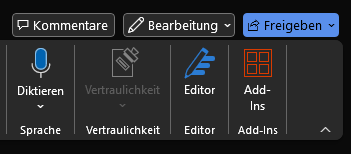 Kommentare Bearbeitung Freigeben
Diktieren Vertraulichkeit Editor Add-
Ins
Sprache Vertraulichkeit Editor Add-Ins